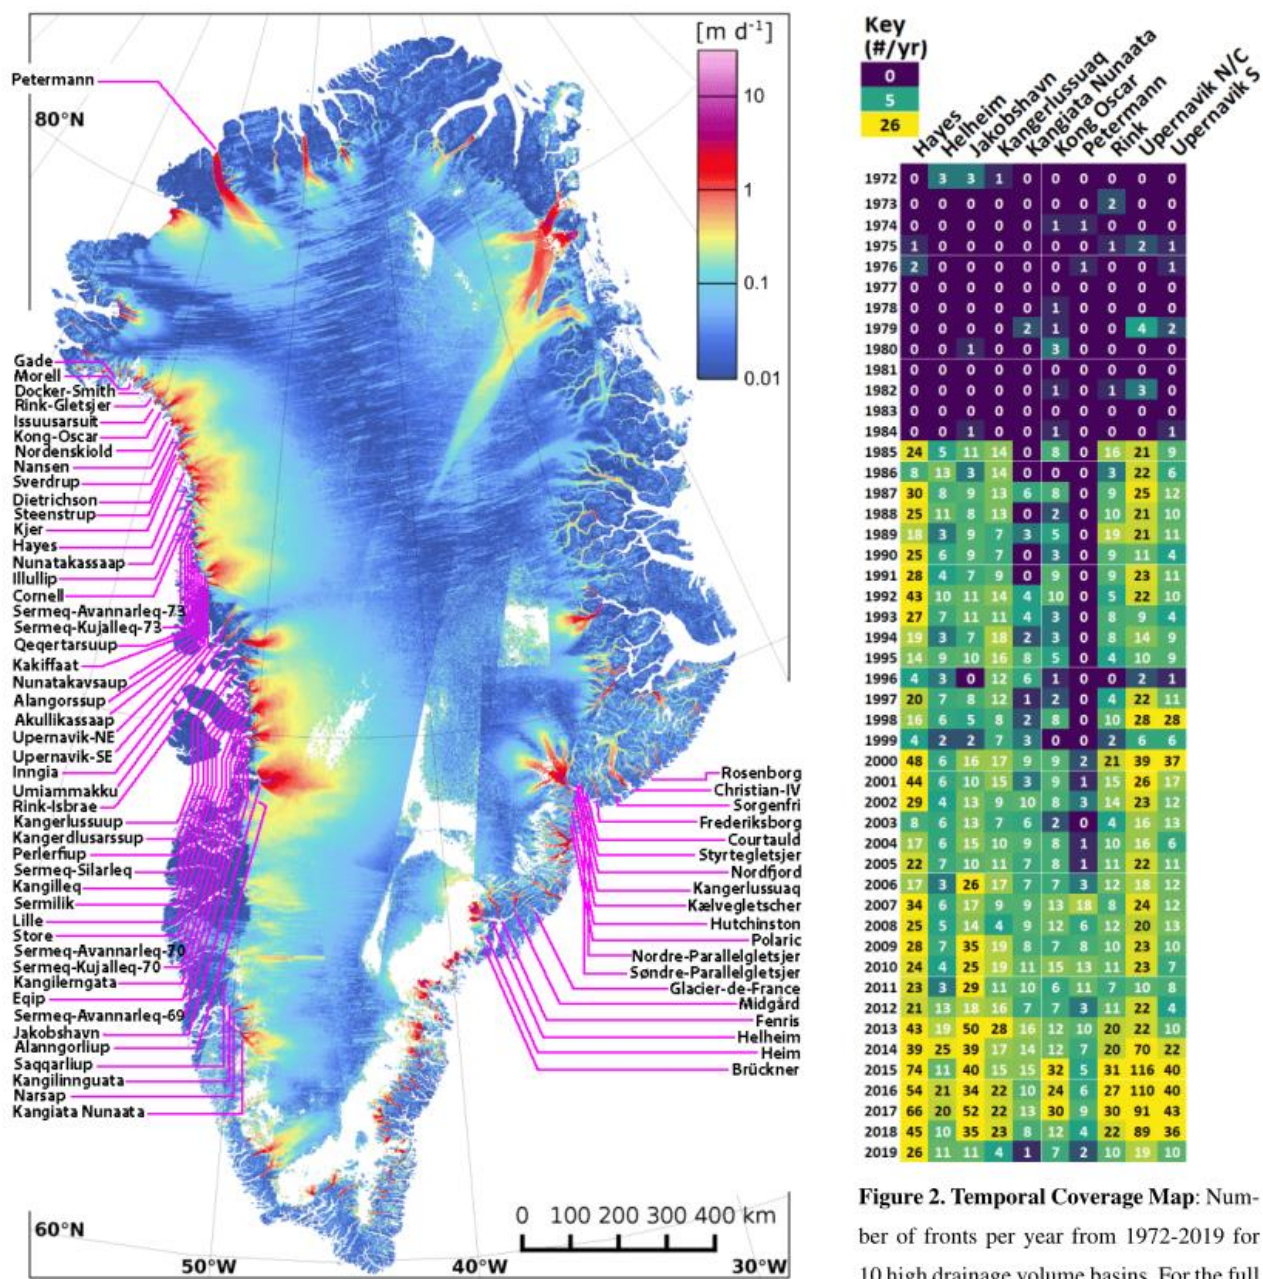 [m d⁻¹]
10
1
0.1
0.01
Petermann
80°N
Gade
Morell
Docker-Smith
Rink-Gletsjer
Issuusarsuit
Kong-Oscar
Nordenskiold
Nansen
Sverdrup
Dietrichson
Steenstrup
Kjer
Hayes
Nunatakassaap
Illullip
Cornell
Sermeq-Avannarleq-73
Sermeq-Kujalleq-73
Qeqertarsuup
Kakiffaat
Nunatakavsaup
Alangorssup
Akullikassaap
Upernavik-NE
Upernavik-SE
Inngia
Umiammakku
Rink-Isbrae
Kangerlussuup
Kangerdlusarssup
Perlerfiup
Sermeq-Silarleq
Kangilleq
Sermilik
Lille
Store
Sermeq-Avannarleq-70
Sermeq-Kujalleq-70
Kangilerngata
Eqip
Sermeq-Avannarleq-69
Jakobshavn
Alanngorliup
Saqqarliup
Kangilinnguata
Narsap
Kangiata Nunaata
Rosenborg
Christian-IV
Sorgenfri
Frederiksborg
Courtauld
Styrtegletsjer
Nordfjord
Kangerlussuaq
Kælvegletscher
Hutchinston
Polaric
Nordre-Parallelgletsjer
Søndre-Parallelgletsjer
Glacier-de-France
Midgård
Fenris
Helheim
Heim
Brückner
0 100 200 300 400 km
60°N
50°W 40°W 30°W
Key
(#/yr)
0
5
26
Hayes
Helheim
Jakobshavn
Kangerlussuaq
Kangiata Nunaata
Kong Oscar
Petermann
Rink
Upernavik N/C
Upernavik S
1972 0 3 3 1 0 0 0 0 0 0
1973 0 0 0 0 0 0 0 2 0 0
1974 0 0 0 0 0 1 1 0 0 0
1975 1 0 0 0 0 0 0 1 2 1
1976 2 0 0 0 0 0 1 0 0 1
1977 0 0 0 0 0 0 0 0 0 0
1978 0 0 0 0 0 1 0 0 0 0
1979 0 0 0 0 2 1 0 0 4 2
1980 0 0 1 0 0 3 0 0 0 0
1981 0 0 0 0 0 0 0 0 0 0
1982 0 0 0 0 0 1 0 1 3 0
1983 0 0 0 0 0 0 0 0 0 0
1984 0 0 1 0 0 1 0 0 0 1
1985 24 5 11 14 0 8 0 16 21 9
1986 8 13 3 14 0 0 0 3 22 6
1987 30 8 9 13 6 8 0 9 25 12
1988 25 11 8 13 0 2 0 10 21 10
1989 18 3 9 7 3 5 0 19 21 11
1990 25 6 9 7 0 3 0 9 11 4
1991 28 4 7 9 0 9 0 9 23 11
1992 43 10 11 14 4 10 0 5 22 10
1993 27 7 11 11 4 3 0 8 9 4
1994 19 3 7 18 2 3 0 8 14 9
1995 14 9 10 16 8 5 0 4 10 9
1996 4 3 0 12 6 1 0 0 2 1
1997 20 7 8 12 1 2 0 4 22 11
1998 16 6 5 8 2 8 0 10 28 28
1999 4 2 2 7 3 0 0 2 6 6
2000 48 6 16 17 9 9 2 21 39 37
2001 44 6 10 15 3 9 1 15 26 17
2002 29 4 13 9 10 8 3 14 23 12
2003 8 6 13 7 6 2 0 4 16 13
2004 17 6 15 10 9 8 1 10 16 6
2005 22 7 10 11 7 8 1 11 22 11
2006 17 3 26 17 7 7 3 12 18 12
2007 34 6 17 9 9 13 18 8 24 12
2008 25 5 14 4 9 12 6 12 20 13
2009 28 7 35 19 8 7 8 10 23 10
2010 24 4 25 19 11 15 13 11 23 7
2011 23 3 29 11 10 6 11 7 10 8
2012 21 13 18 16 7 7 3 11 22 4
2013 43 19 50 28 16 12 10 20 22 10
2014 39 25 39 17 14 12 7 20 70 22
2015 74 11 40 15 15 32 5 31 116 40
2016 54 21 34 22 10 24 6 27 110 40
2017 66 20 52 22 13 30 9 30 91 43
2018 45 10 35 23 8 12 4 22 89 36
2019 26 11 11 4 1 7 2 10 19 10
Figure 2. Temporal Coverage Map: Num-
ber of fronts per year from 1972-2019 for
10 high drainage volume basins. For the full